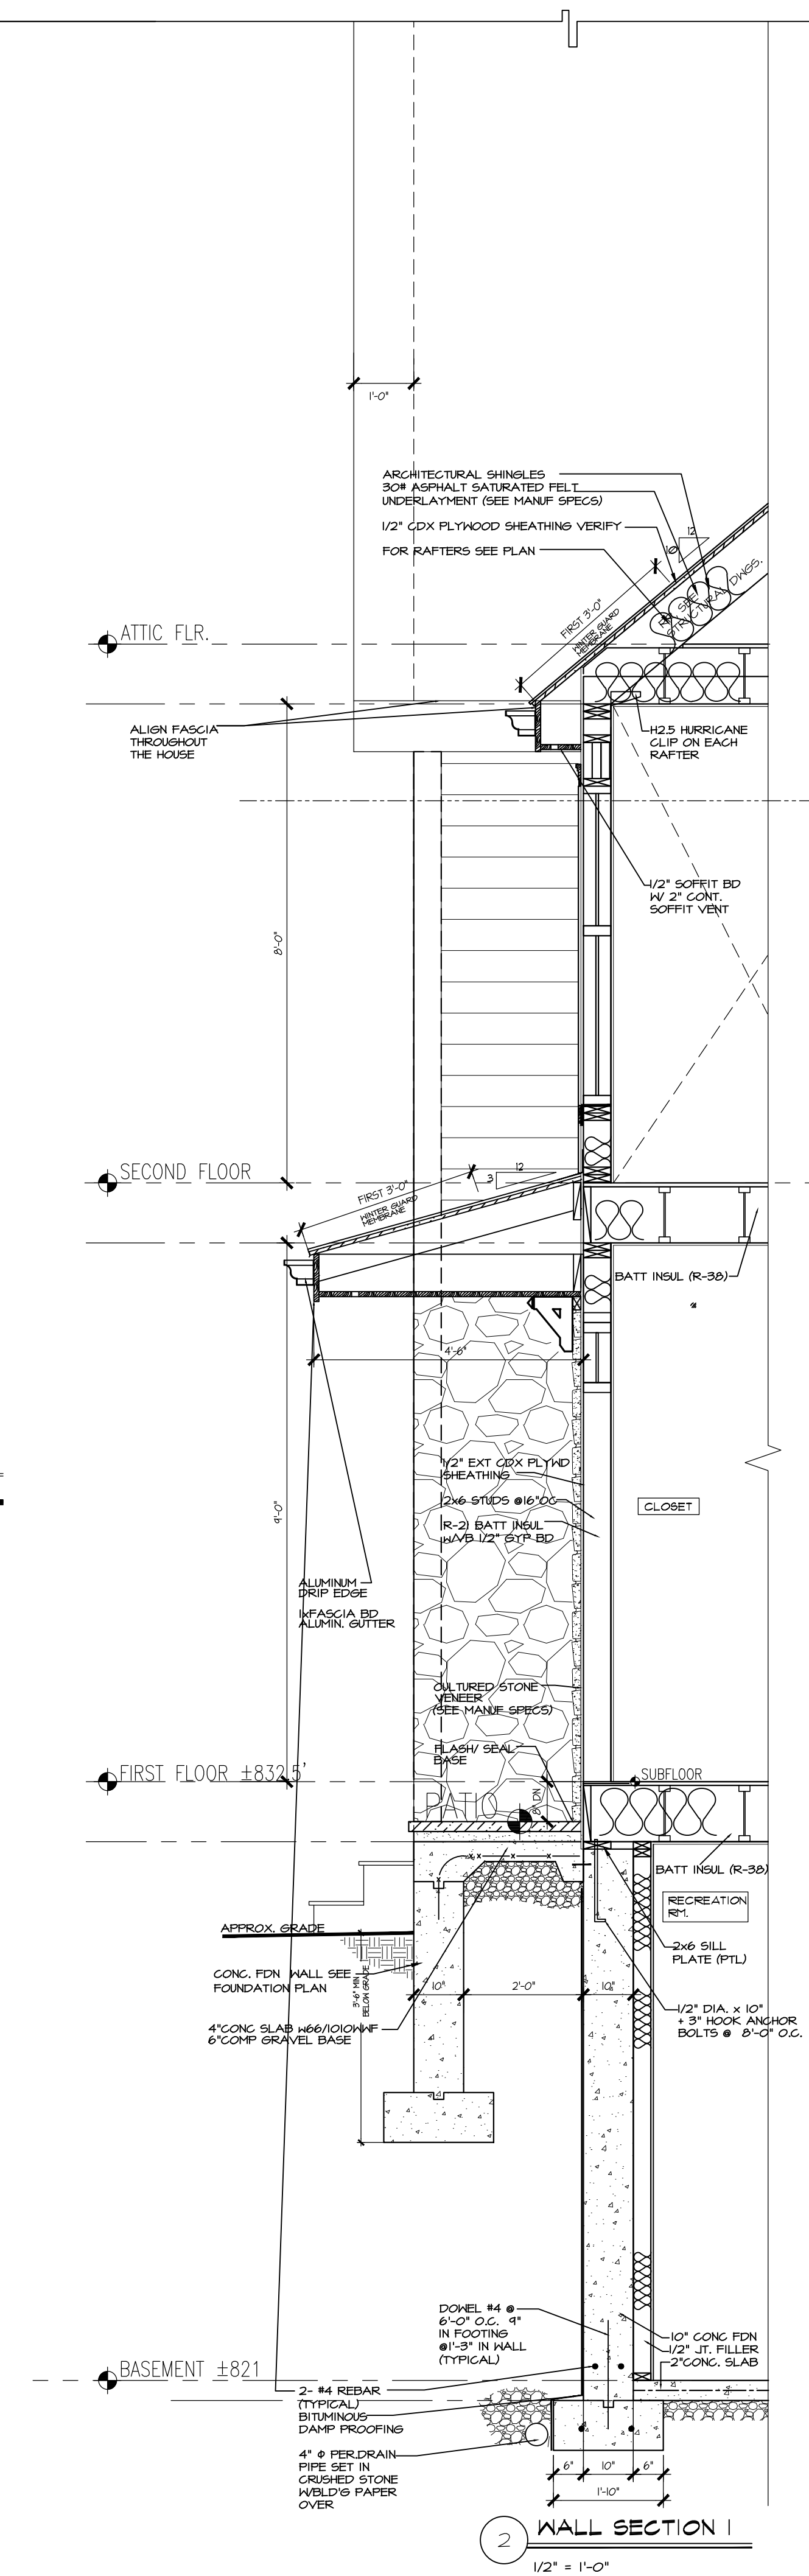 1'-0"
ARCHITECTURAL SHINGLES
30# ASPHALT SATURATED FELT
UNDERLAYMENT (SEE MANUF SPECS)
1/2" CDX PLYWOOD SHEATHING VERIFY
12
10
FOR RAFTERS SEE PLAN
SEE
STRUCTURAL DWGS.
FIRST 3'-0"
WINTER GUARD
MEMBRANE
ATTIC FLR.
ALIGN FASCIA
THROUGHOUT
THE HOUSE
H2.5 HURRICANE
CLIP ON EACH
RAFTER
1/2" SOFFIT BD
W/ 2" CONT.
SOFFIT VENT
8'-0"
SECOND FLOOR
12
3
FIRST 3'-0"
WINTER GUARD
MEMBRANE
BATT INSUL (R-38)
4'-6"
1/2" EXT CDX PLYWD
SHEATHING
2x6 STUDS @16"OC
R-21 BATT INSUL
W/VB 1/2" GYP BD
CLOSET
9'-0"
ALUMINUM
DRIP EDGE
1xFASCIA BD
ALUMIN. GUTTER
CULTURED STONE
VENEER
(SEE MANUF SPECS)
FLASH/ SEAL
BASE
FIRST FLOOR ±832.5'
SUBFLOOR
8" DN
PATIO
BATT INSUL (R-38)
RECREATION
RM.
APPROX. GRADE
2x6 SILL
PLATE (PTL)
CONC. FDN WALL SEE
FOUNDATION PLAN
3'-6" MIN
BELOW GRADE
10"
2'-0"
10"
1/2" DIA. x 10"
+ 3" HOOK ANCHOR
BOLTS @ 8'-0" O.C.
4"CONC SLAB W66/1010WWF
6"COMP GRAVEL BASE
DOWEL #4 @
6'-0" O.C. 9"
IN FOOTING
@1'-3" IN WALL
(TYPICAL)
10" CONC FDN
1/2" JT. FILLER
2"CONC. SLAB
BASEMENT ±821
2- #4 REBAR
(TYPICAL)
BITUMINOUS
DAMP PROOFING
4" Φ PER.DRAIN
PIPE SET IN
CRUSHED STONE
W/BLD'G PAPER
OVER
6"
10"
6"
1'-10"
2
WALL SECTION 1
1/2" = 1'-0"